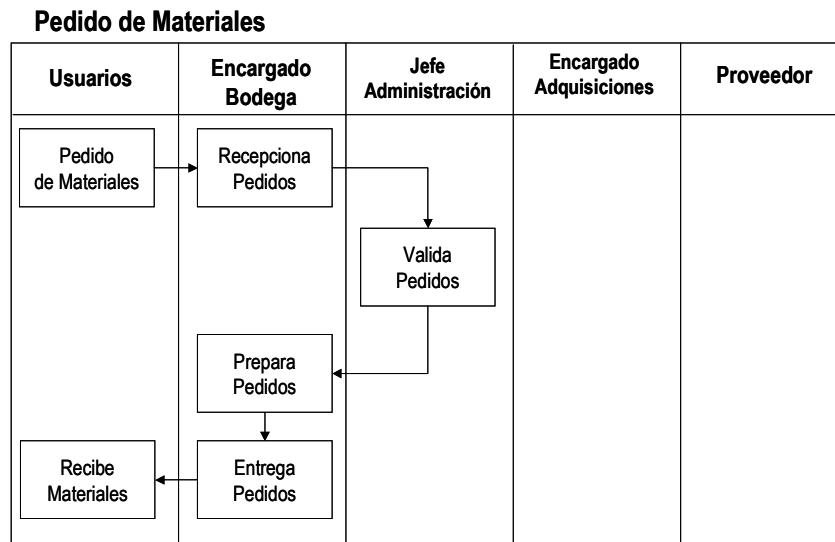 Pedido de Materiales
Usuarios
Encargado
Bodega
Jefe
Administración
Encargado
Adquisiciones
Proveedor
Pedido
de Materiales
Recepciona
Pedidos
Valida
Pedidos
Prepara
Pedidos
Recibe
Materiales
Entrega
Pedidos